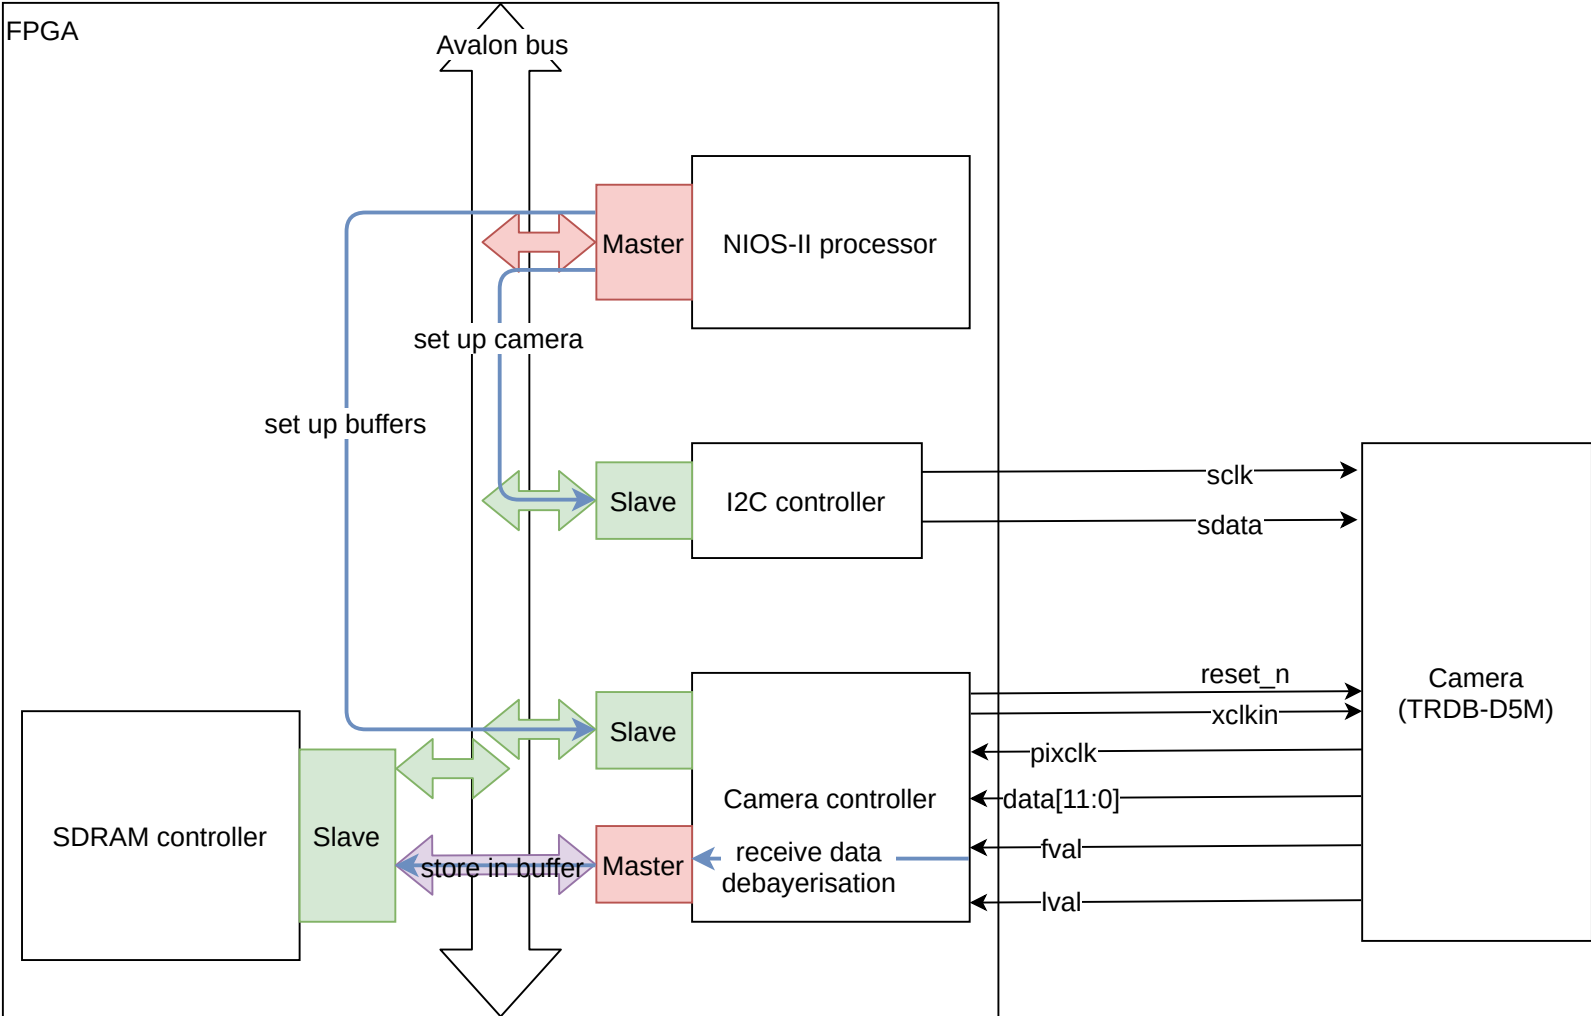 FPGA
Avalon bus
Master
NIOS-II processor
set up camera
set up buffers
Slave
I2C controller
sclk
sdata
reset_n
xclkin
Camera
(TRDB-D5M)
Slave
pixclk
Camera controller
data[11:0]
SDRAM controller
Slave
store in buffer
Master
receive data
debayerisation
fval
lval